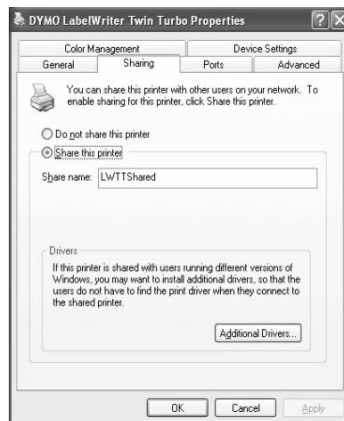 DYMO LabelWriter Twin Turbo Properties
Color Management Device Settings
General Sharing Ports Advanced
You can share this printer with other users on your network. To
enable sharing for this printer, click Share this printer.
Do not share this printer
Share this printer
Share name: LWTTShared
Drivers
If this printer is shared with users running different versions of
Windows, you may want to install additional drivers, so that the
users do not have to find the print driver when they connect to
the shared printer.
Additional Drivers...
OK Cancel Apply